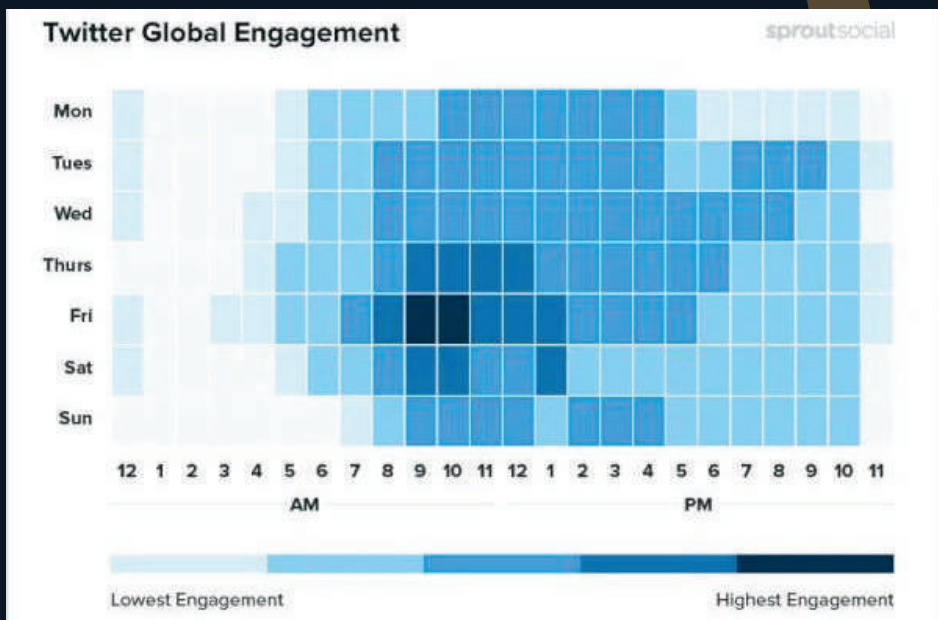 Twitter Global Engagement
sproutsocial
Mon
Tues
Wed
Thurs
Fri
Sat
Sun
12 1 2 3 4 5 6 7 8 9 10 11 12 1 2 3 4 5 6 7 8 9 10 11
AM PM
Lowest Engagement Highest Engagement